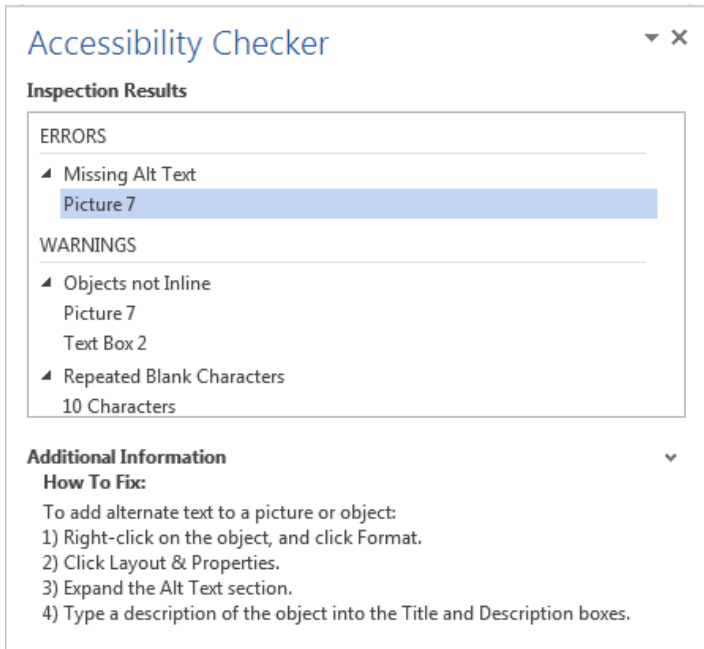 Accessibility Checker
Inspection Results
ERRORS
Missing Alt Text
Picture 7
WARNINGS
Objects not Inline
Picture 7
Text Box 2
Repeated Blank Characters
10 Characters
Additional Information
How To Fix:
To add alternate text to a picture or object:
1) Right-click on the object, and click Format.
2) Click Layout & Properties.
3) Expand the Alt Text section.
4) Type a description of the object into the Title and Description boxes.